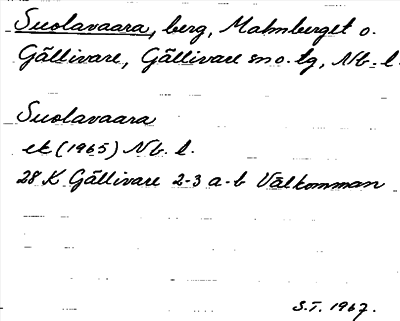 Suolavaara, berg, Malmberget o.
Gällivare, Gällivare sn o. tg, Nb. l.
Suolavaara
ek (1965) Nb. l.
28 K Gällivare 2-3 a-b Välkomman
S.T. 1967.